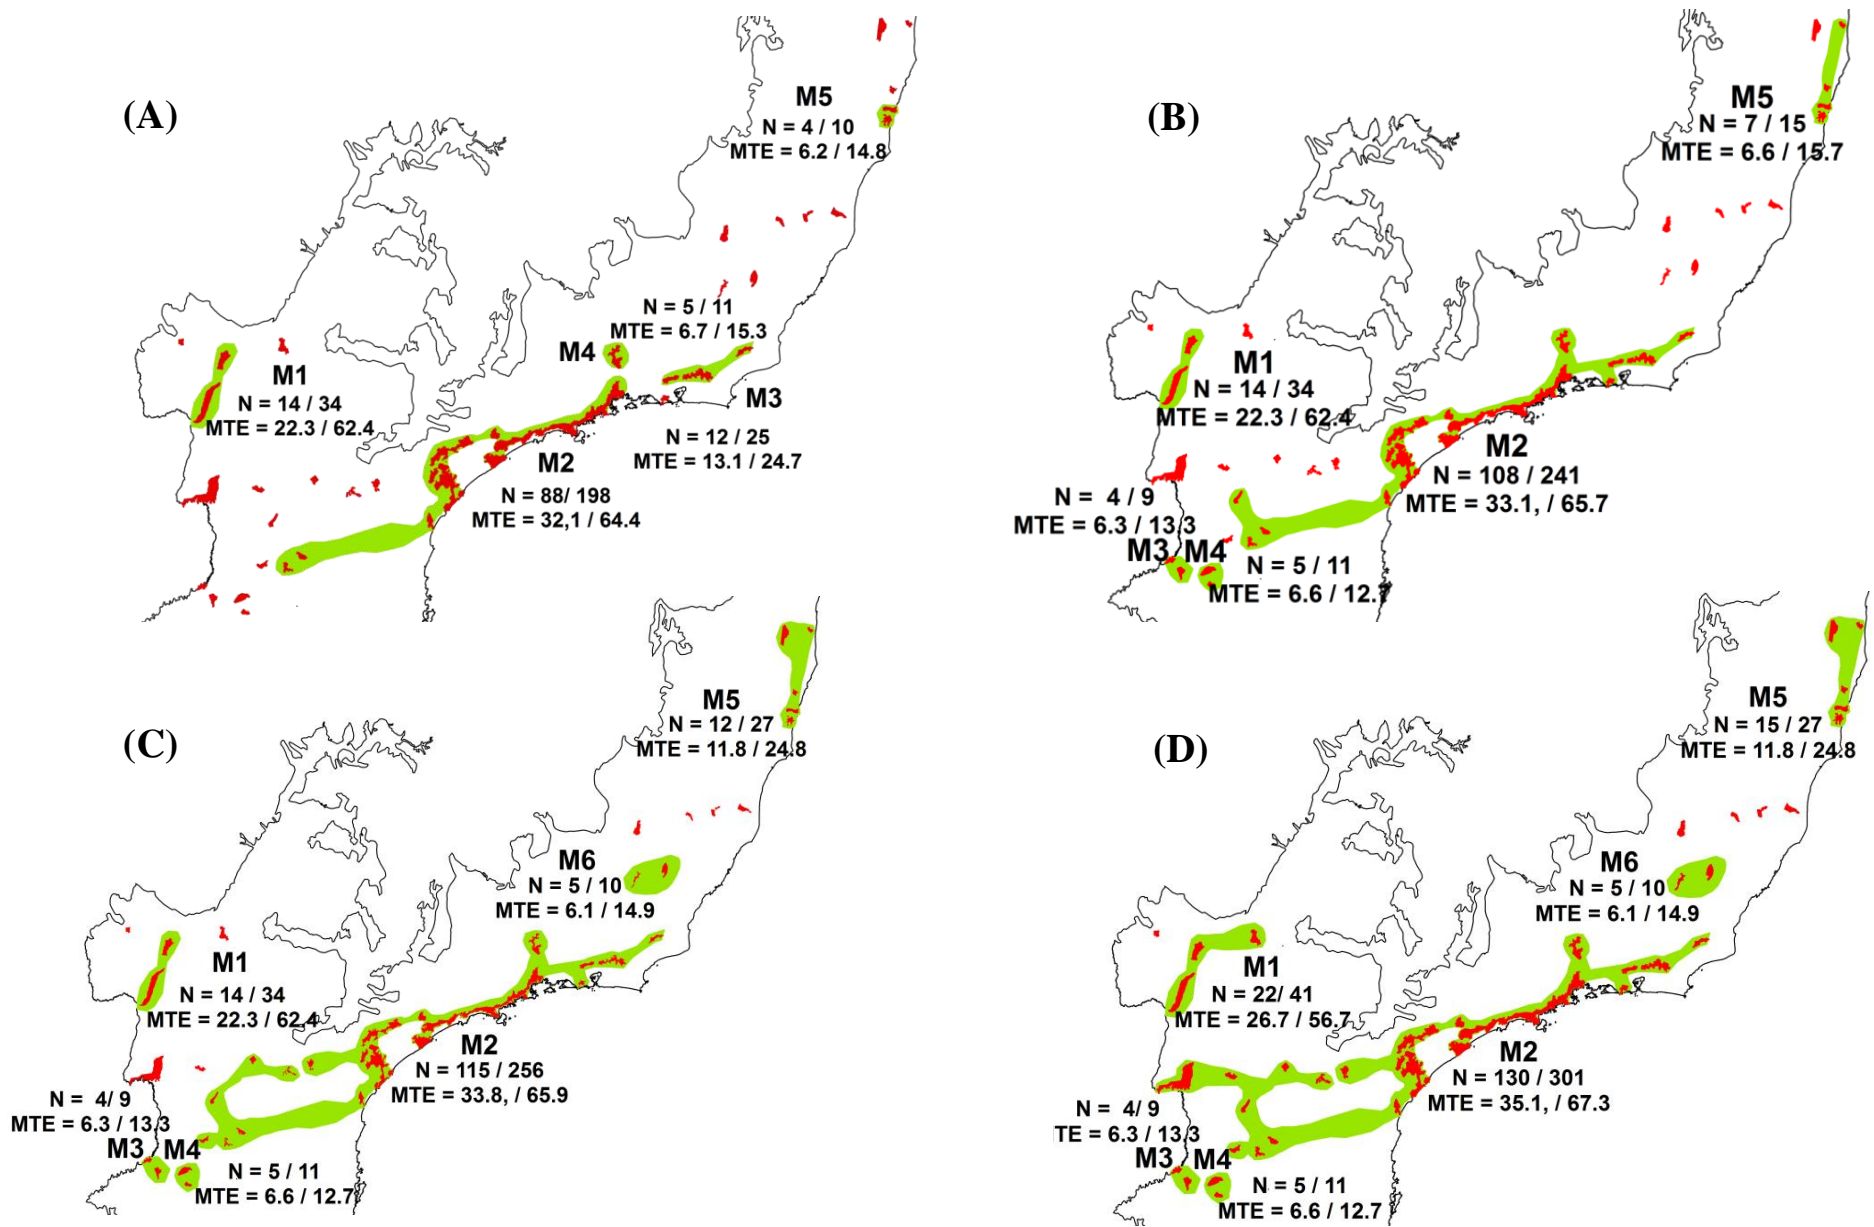 (A)
M5
N = 4 / 10
MTE = 6.2 / 14.8
N = 5 / 11
MTE = 6.7 / 15.3
M4
M1
N = 14 / 34
MTE = 22.3 / 62.4
M3
N = 12 / 25
MTE = 13.1 / 24.7
M2
N = 88/ 198
MTE = 32,1 / 64.4
(B)
M5
N = 7 / 15
MTE = 6.6 / 15.7
M1
N = 14 / 34
MTE = 22.3 / 62.4
M2
N = 108 / 241
MTE = 33.1, / 65.7
N = 4 / 9
MTE = 6.3 / 13.3
M3 M4
N = 5 / 11
MTE = 6.6 / 12.7
(C)
M5
N = 12 / 27
MTE = 11.8 / 24.8
M6
N = 5 / 10
MTE = 6.1 / 14.9
M1
N = 14 / 34
MTE = 22.3 / 62.4
M2
N = 115 / 256
MTE = 33.8, / 65.9
N = 4/ 9
MTE = 6.3 / 13.3
M3 M4
N = 5 / 11
MTE = 6.6 / 12.7
(D)
M5
N = 15 / 27
MTE = 11.8 / 24.8
M6
N = 5 / 10
MTE = 6.1 / 14.9
M1
N = 22/ 41
MTE = 26.7 / 56.7
M2
N = 130 / 301
MTE = 35.1, / 67.3
N = 4/ 9
TE = 6.3 / 13.3
M3 M4
N = 5 / 11
MTE = 6.6 / 12.7